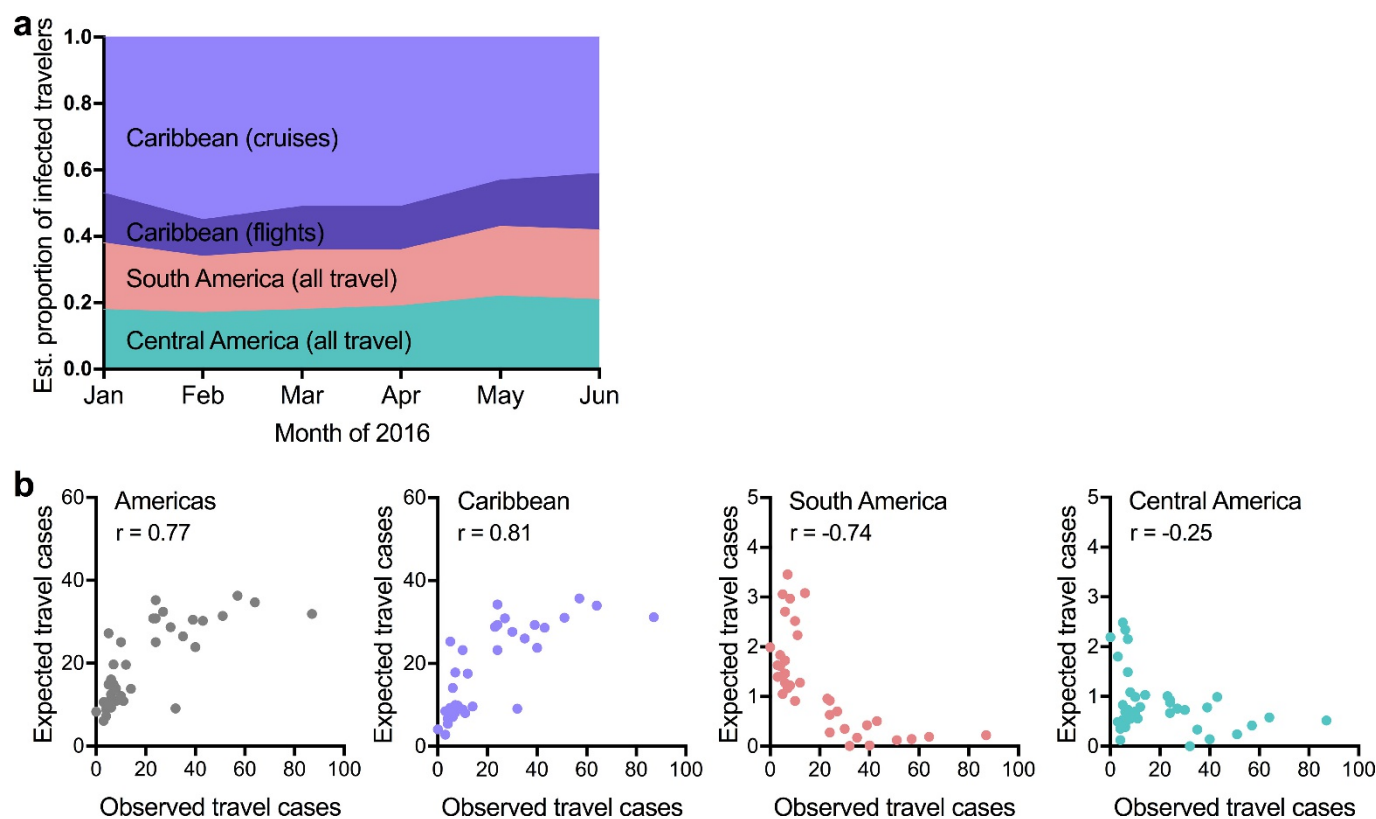 a
Est. proportion of infected travelers
1.0
0.8
0.6
0.4
0.2
0.0
Caribbean (cruises)
Caribbean (flights)
South America (all travel)
Central America (all travel)
Jan Feb Mar Apr May Jun
Month of 2016
b
Expected travel cases
60
40
20
0
Americas
r = 0.77
0 20 40 60 80 100
Observed travel cases
Expected travel cases
60
40
20
0
Caribbean
r = 0.81
0 20 40 60 80 100
Observed travel cases
Expected travel cases
5
4
3
2
1
0
South America
r = -0.74
0 20 40 60 80 100
Observed travel cases
Expected travel cases
5
4
3
2
1
0
Central America
r = -0.25
0 20 40 60 80 100
Observed travel cases